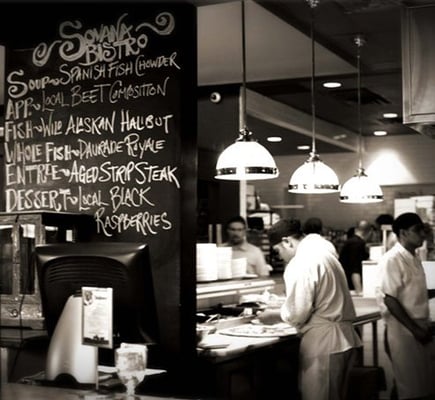 Sonana
Bistro
Soup~ Spanish Fish Chowder
App.~ Local Beet Composition
Fish~ Wild Alaskan Halibut
Whole Fish~ Daurade Royale
Entree~ Aged Strip Steak
Dessert~ Local Black
Raspberries